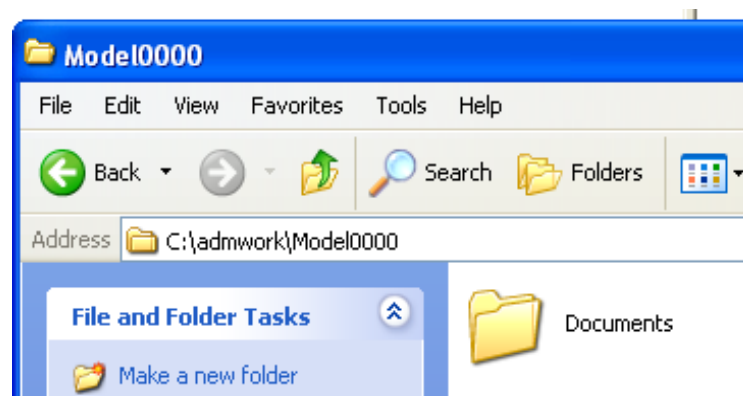 Model0000
File Edit View Favorites Tools Help
Back Search Folders
Address C:\admwork\Model0000
File and Folder Tasks
Documents
Make a new folder